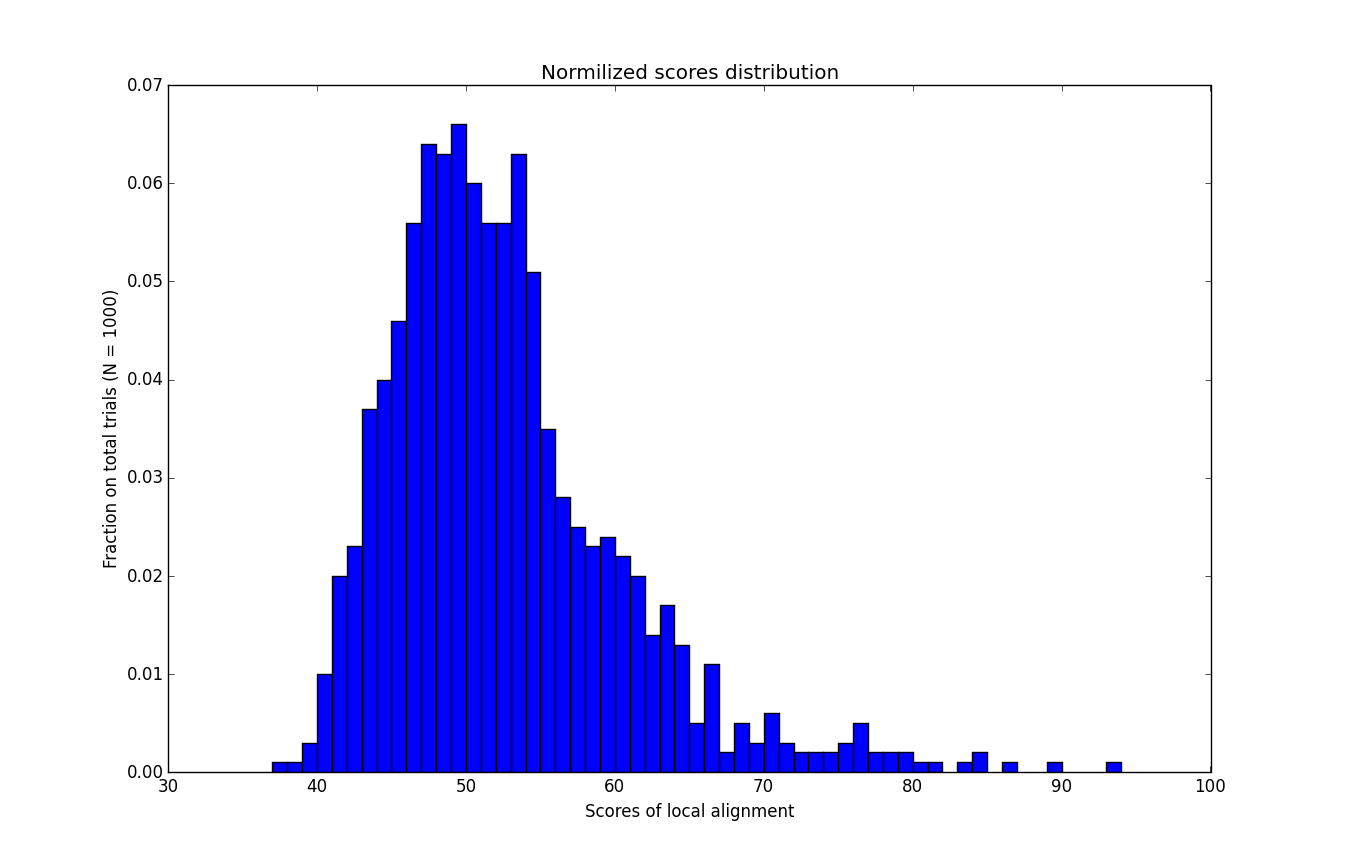 Normilized scores distribution
Fraction on total trials (N = 1000)
0.07
0.06
0.05
0.04
0.03
0.02
0.01
0.00
30 40 50 60 70 80 90 100
Scores of local alignment